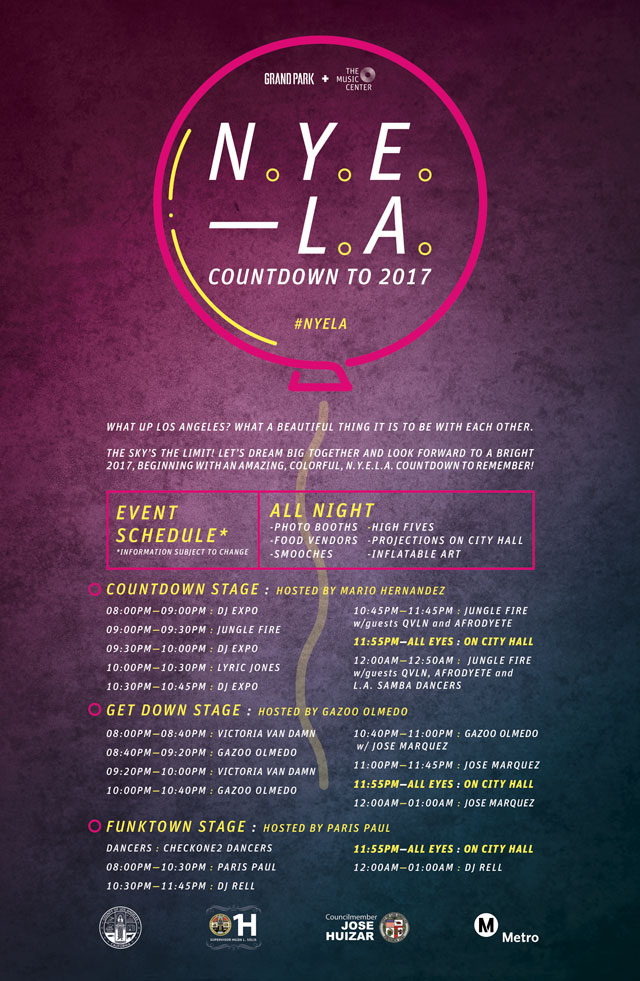 GRAND PARK + THE MUSIC CENTER
N.Y.E.
—L.A.
COUNTDOWN TO 2017
#NYELA
WHAT UP LOS ANGELES? WHAT A BEAUTIFUL THING IT IS TO BE WITH EACH OTHER.
THE SKY'S THE LIMIT! LET'S DREAM BIG TOGETHER AND LOOK FORWARD TO A BRIGHT
2017, BEGINNING WITH AN AMAZING, COLORFUL, N.Y.E.L.A. COUNTDOWN TO REMEMBER!
EVENT
SCHEDULE*
*INFORMATION SUBJECT TO CHANGE
ALL NIGHT
-PHOTO BOOTHS -HIGH FIVES
-FOOD VENDORS -PROJECTIONS ON CITY HALL
-SMOOCHES -INFLATABLE ART
COUNTDOWN STAGE : HOSTED BY MARIO HERNANDEZ
08:00PM—09:00PM : DJ EXPO
09:00PM—09:30PM : JUNGLE FIRE
09:30PM—10:00PM : DJ EXPO
10:00PM—10:30PM : LYRIC JONES
10:30PM—10:45PM : DJ EXPO
10:45PM—11:45PM : JUNGLE FIRE
w/guests QVLN and AFRODYETE
11:55PM—ALL EYES : ON CITY HALL
12:00AM—12:50AM : JUNGLE FIRE
w/guests QVLN, AFRODYETE and
L.A. SAMBA DANCERS
GET DOWN STAGE : HOSTED BY GAZOO OLMEDO
08:00PM—08:40PM : VICTORIA VAN DAMN
08:40PM—09:20PM : GAZOO OLMEDO
09:20PM—10:00PM : VICTORIA VAN DAMN
10:00PM—10:40PM : GAZOO OLMEDO
10:40PM—11:00PM : GAZOO OLMEDO
w/ JOSE MARQUEZ
11:00PM—11:45PM : JOSE MARQUEZ
11:55PM—ALL EYES : ON CITY HALL
12:00AM—01:00AM : JOSE MARQUEZ
FUNKTOWN STAGE : HOSTED BY PARIS PAUL
DANCERS : CHECKONE2 DANCERS
08:00PM—10:30PM : PARIS PAUL
10:30PM—11:45PM : DJ RELL
11:55PM—ALL EYES : ON CITY HALL
12:00AM—01:00AM : DJ RELL
1H
SUPERVISOR HILDA L. SOLIS
Councilmember
JOSE
HUIZAR
M Metro